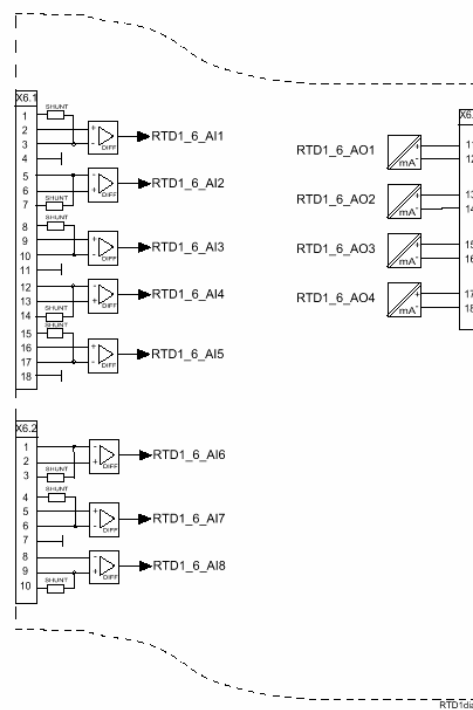 X6.1
SHUNT
1
2
+
3
-
DIFF
RTD1_6_AI1
4
5
-
6
+
DIFF
RTD1_6_AI2
7
SHUNT
8
SHUNT
9
+
10
-
DIFF
RTD1_6_AI3
11
12
-
13
+
DIFF
RTD1_6_AI4
14
SHUNT
15
SHUNT
16
+
17
-
DIFF
RTD1_6_AI5
18
X6.2
1
-
2
+
DIFF
RTD1_6_AI6
3
SHUNT
4
SHUNT
5
+
6
-
DIFF
RTD1_6_AI7
7
8
-
9
+
DIFF
RTD1_6_AI8
10
SHUNT
X6.
RTD1_6_AO1
+
mA
-
11
12
RTD1_6_AO2
+
mA
-
13
14
RTD1_6_AO3
+
mA
-
15
16
RTD1_6_AO4
+
mA
-
17
18
RTD1dis